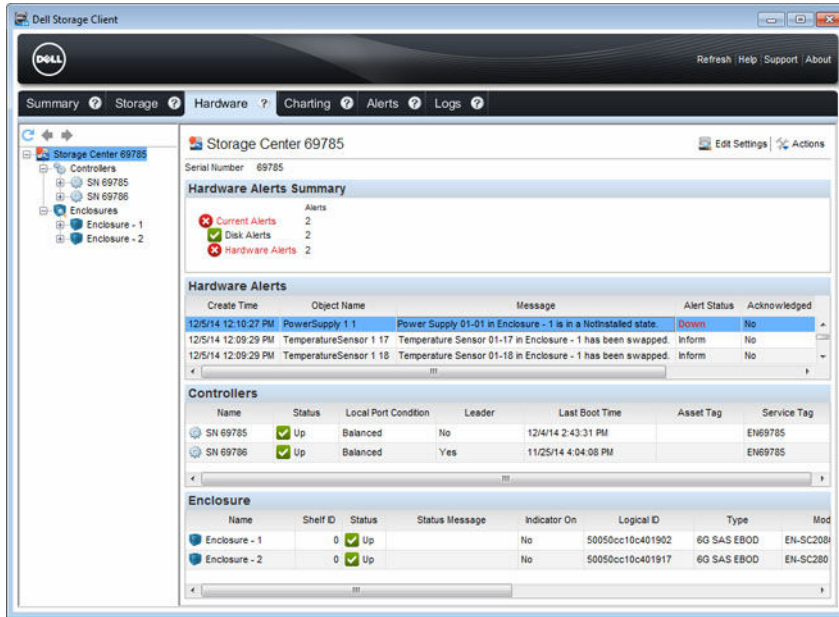 Dell Storage Client
DELL
Refresh Help Support About
Summary ? Storage ? Hardware ? Charting ? Alerts ? Logs ?
Storage Center 69785
Controllers
SN 69785
SN 69786
Enclosures
Enclosure - 1
Enclosure - 2
Storage Center 69785
Edit Settings Actions
Serial Number 69785
Hardware Alerts Summary
Alerts
Current Alerts 2
Disk Alerts 2
Hardware Alerts 2
Hardware Alerts
Create Time Object Name Message Alert Status Acknowledged
12/5/14 12:10:27 PM PowerSupply 1 1 Power Supply 01-01 in Enclosure - 1 is in a NotInstalled state. Down No
12/5/14 12:09:29 PM TemperatureSensor 1 17 Temperature Sensor 01-17 in Enclosure - 1 has been swapped. Inform No
12/5/14 12:09:29 PM TemperatureSensor 1 18 Temperature Sensor 01-18 in Enclosure - 1 has been swapped. Inform No
Controllers
Name Status Local Port Condition Leader Last Boot Time Asset Tag Service Tag
SN 69785 Up Balanced No 12/4/14 2:43:31 PM EN69785
SN 69786 Up Balanced Yes 11/25/14 4:04:08 PM EN69785
Enclosure
Name Shelf ID Status Status Message Indicator On Logical ID Type Mod
Enclosure - 1 0 Up No 50050cc10c401902 6G SAS EBOD EN-SC208
Enclosure - 2 0 Up No 50050cc10c401917 6G SAS EBOD EN-SC280